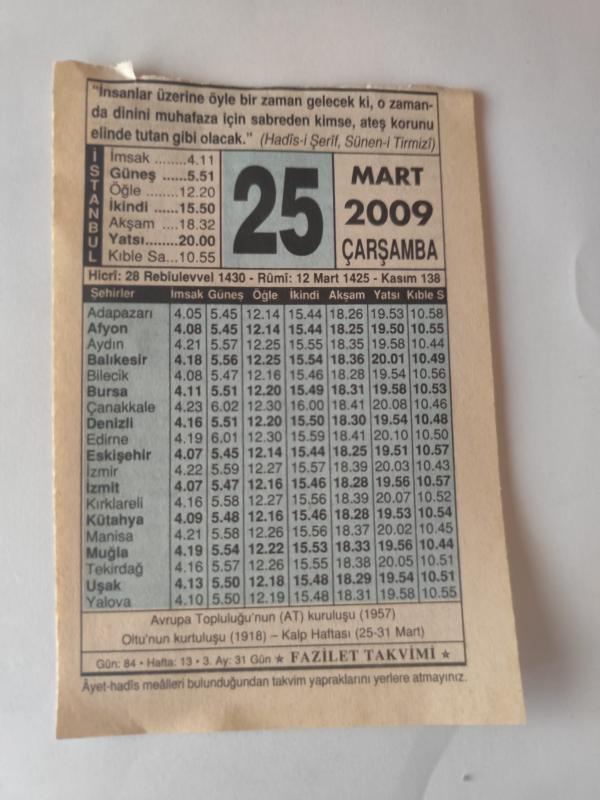 "İnsanlar üzerine öyle bir zaman gelecek ki, o zaman-
da dinini muhafaza için sabreden kimse, ateş korunu
elinde tutan gibi olacak." (Hadîs-i Şerîf, Sünen-i Tirmizî)
İSTANBUL
İmsak ........4.11
Güneş ......5.51
Öğle ........12.20
İkindi ......15.50
Akşam ....18.32
Yatsı........20.00
Kıble Sa...10.55
25
MART
2009
ÇARŞAMBA
Hicrî: 28 Rebîulevvel 1430 - Rûmî: 12 Mart 1425 - Kasım 138
Şehirler İmsak Güneş Öğle İkindi Akşam Yatsı Kıble S
Adapazarı 4.05 5.45 12.14 15.44 18.26 19.53 10.58
Afyon 4.08 5.45 12.14 15.44 18.25 19.50 10.55
Aydın 4.21 5.57 12.25 15.55 18.35 19.58 10.44
Balıkesir 4.18 5.56 12.25 15.54 18.36 20.01 10.49
Bilecik 4.08 5.47 12.16 15.46 18.28 19.54 10.56
Bursa 4.11 5.51 12.20 15.49 18.31 19.58 10.53
Çanakkale 4.23 6.02 12.30 16.00 18.41 20.08 10.46
Denizli 4.16 5.51 12.20 15.50 18.30 19.54 10.48
Edirne 4.19 6.01 12.30 15.59 18.41 20.10 10.50
Eskişehir 4.07 5.45 12.14 15.44 18.25 19.51 10.57
İzmir 4.22 5.59 12.27 15.57 18.39 20.03 10.43
İzmit 4.07 5.47 12.16 15.46 18.28 19.56 10.57
Kırklareli 4.16 5.58 12.27 15.56 18.39 20.07 10.52
Kütahya 4.09 5.48 12.16 15.46 18.28 19.53 10.54
Manisa 4.21 5.58 12.26 15.56 18.37 20.02 10.45
Muğla 4.19 5.54 12.22 15.53 18.33 19.56 10.44
Tekirdağ 4.16 5.57 12.26 15.55 18.38 20.05 10.51
Uşak 4.13 5.50 12.18 15.48 18.29 19.54 10.51
Yalova 4.10 5.50 12.19 15.48 18.31 19.58 10.55
Avrupa Topluluğu'nun (AT) kuruluşu (1957)
Oltu'nun kurtuluşu (1918) – Kalp Haftası (25-31 Mart)
Gün: 84 • Hafta: 13 • 3. Ay: 31 Gün ★ FAZİLET TAKVİMİ ★
Âyet-hadîs meâlleri bulunduğundan takvim yapraklarını yerlere atmayınız.